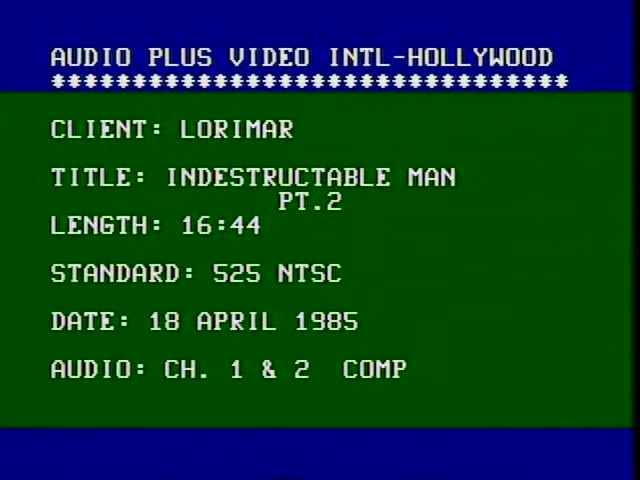 AUDIO PLUS VIDEO INTL-HOLLYWOOD
********************************
CLIENT: LORIMAR
TITLE: INDESTRUCTABLE MAN
PT.2
LENGTH: 16:44
STANDARD: 525 NTSC
DATE: 18 APRIL 1985
AUDIO: CH. 1 & 2 COMP